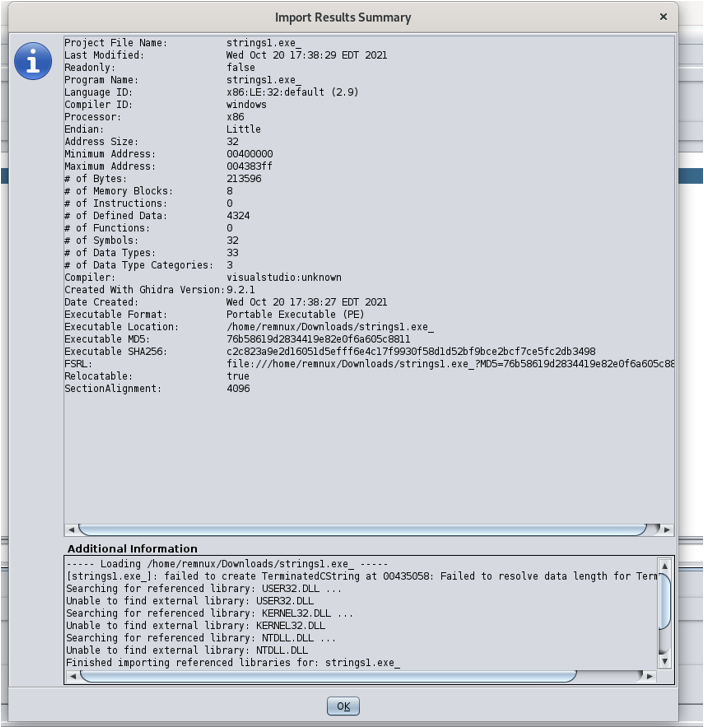 Import Results Summary
Project File Name: strings1.exe_
Last Modified: Wed Oct 20 17:38:29 EDT 2021
Readonly: false
Program Name: strings1.exe_
Language ID: x86:LE:32:default (2.9)
Compiler ID: windows
Processor: x86
Endian: Little
Address Size: 32
Minimum Address: 00400000
Maximum Address: 004383ff
# of Bytes: 213596
# of Memory Blocks: 8
# of Instructions: 0
# of Defined Data: 4324
# of Functions: 0
# of Symbols: 32
# of Data Types: 33
# of Data Type Categories: 3
Compiler: visualstudio:unknown
Created With Ghidra Version: 9.2.1
Date Created: Wed Oct 20 17:38:27 EDT 2021
Executable Format: Portable Executable (PE)
Executable Location: /home/remnux/Downloads/strings1.exe_
Executable MD5: 76b58619d2834419e82e0f6a605c8811
Executable SHA256: c2c823a9e2d16051d5efff6e4c17f9930f58d1d52bf9bce2bcf7ce5fc2db3498
FSRL: file:///home/remnux/Downloads/strings1.exe_?MD5=76b58619d2834419e82e0f6a605c88
Relocatable: true
SectionAlignment: 4096
Additional Information
----- Loading /home/remnux/Downloads/strings1.exe_ -----
[strings1.exe_]: failed to create TerminatedCString at 00435058: Failed to resolve data length for Term
Searching for referenced library: USER32.DLL ...
Unable to find external library: USER32.DLL
Searching for referenced library: KERNEL32.DLL ...
Unable to find external library: KERNEL32.DLL
Searching for referenced library: NTDLL.DLL ...
Unable to find external library: NTDLL.DLL
Finished importing referenced libraries for: strings1.exe_
OK